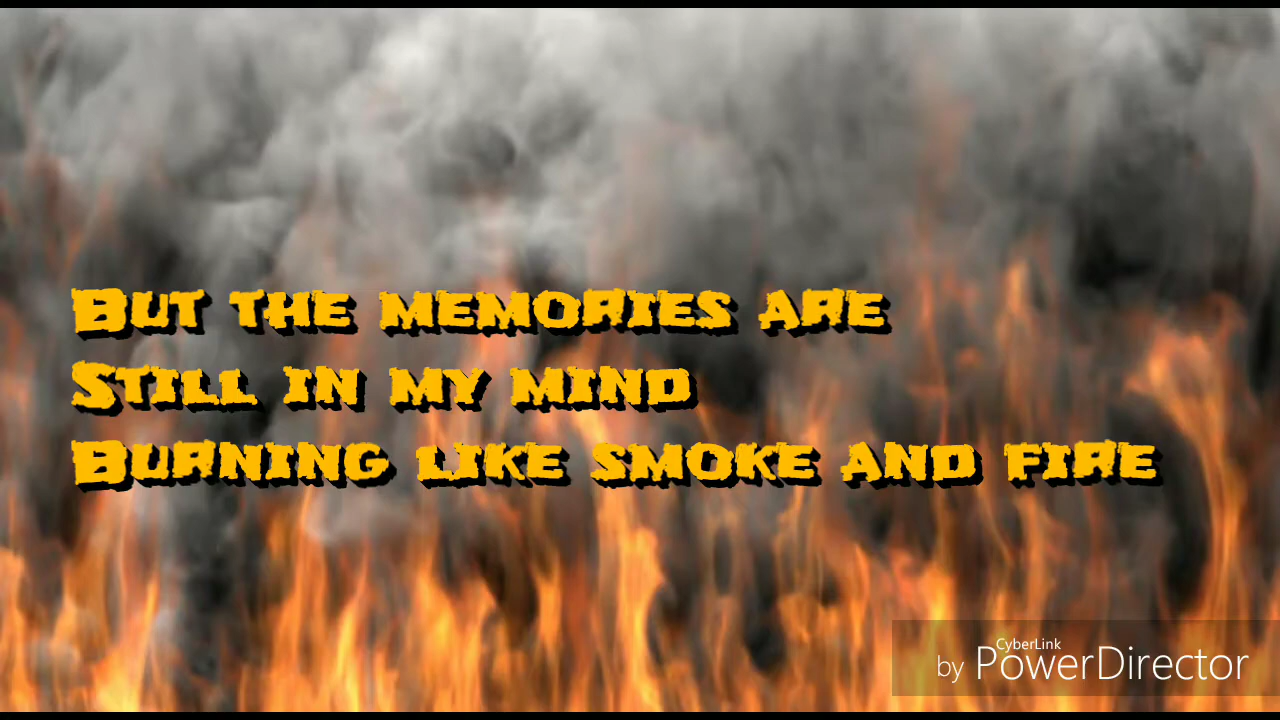 But the memories are
Still in my mind
Burning like smoke and fire
CyberLink
by PowerDirector